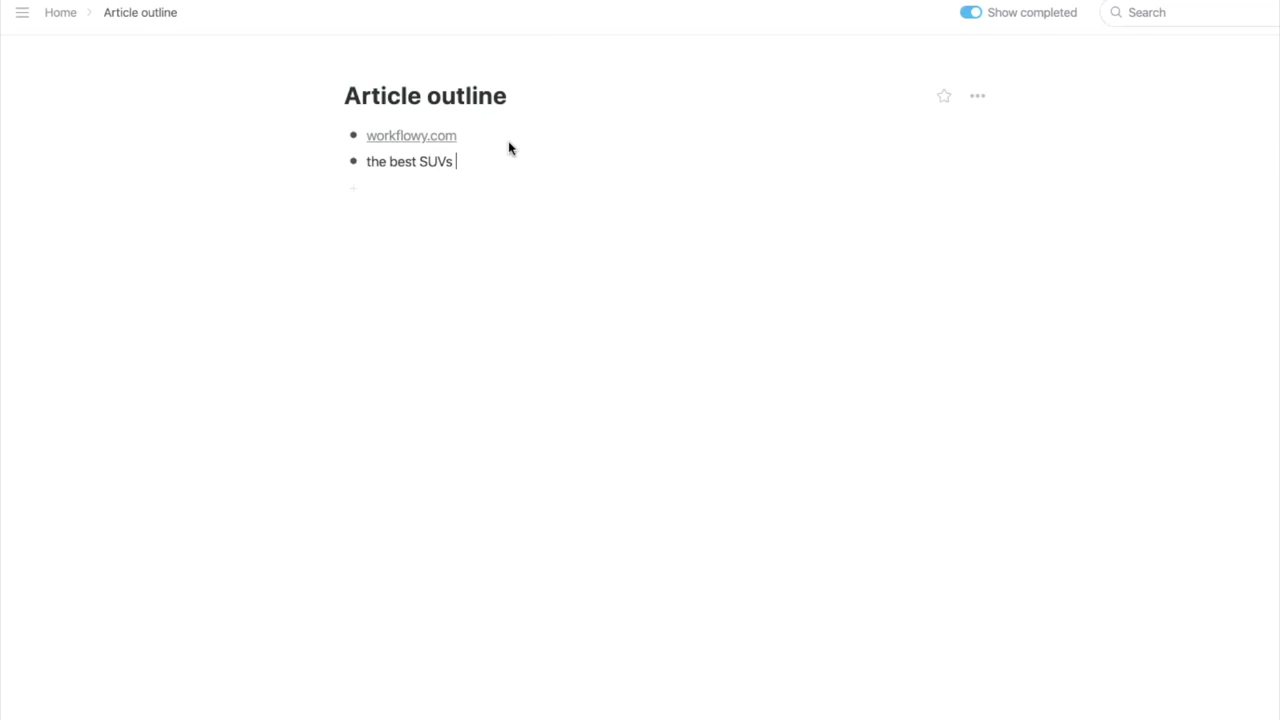 Home > Article outline
Show completed
Search
Article outline
workflowy.com
the best SUVs